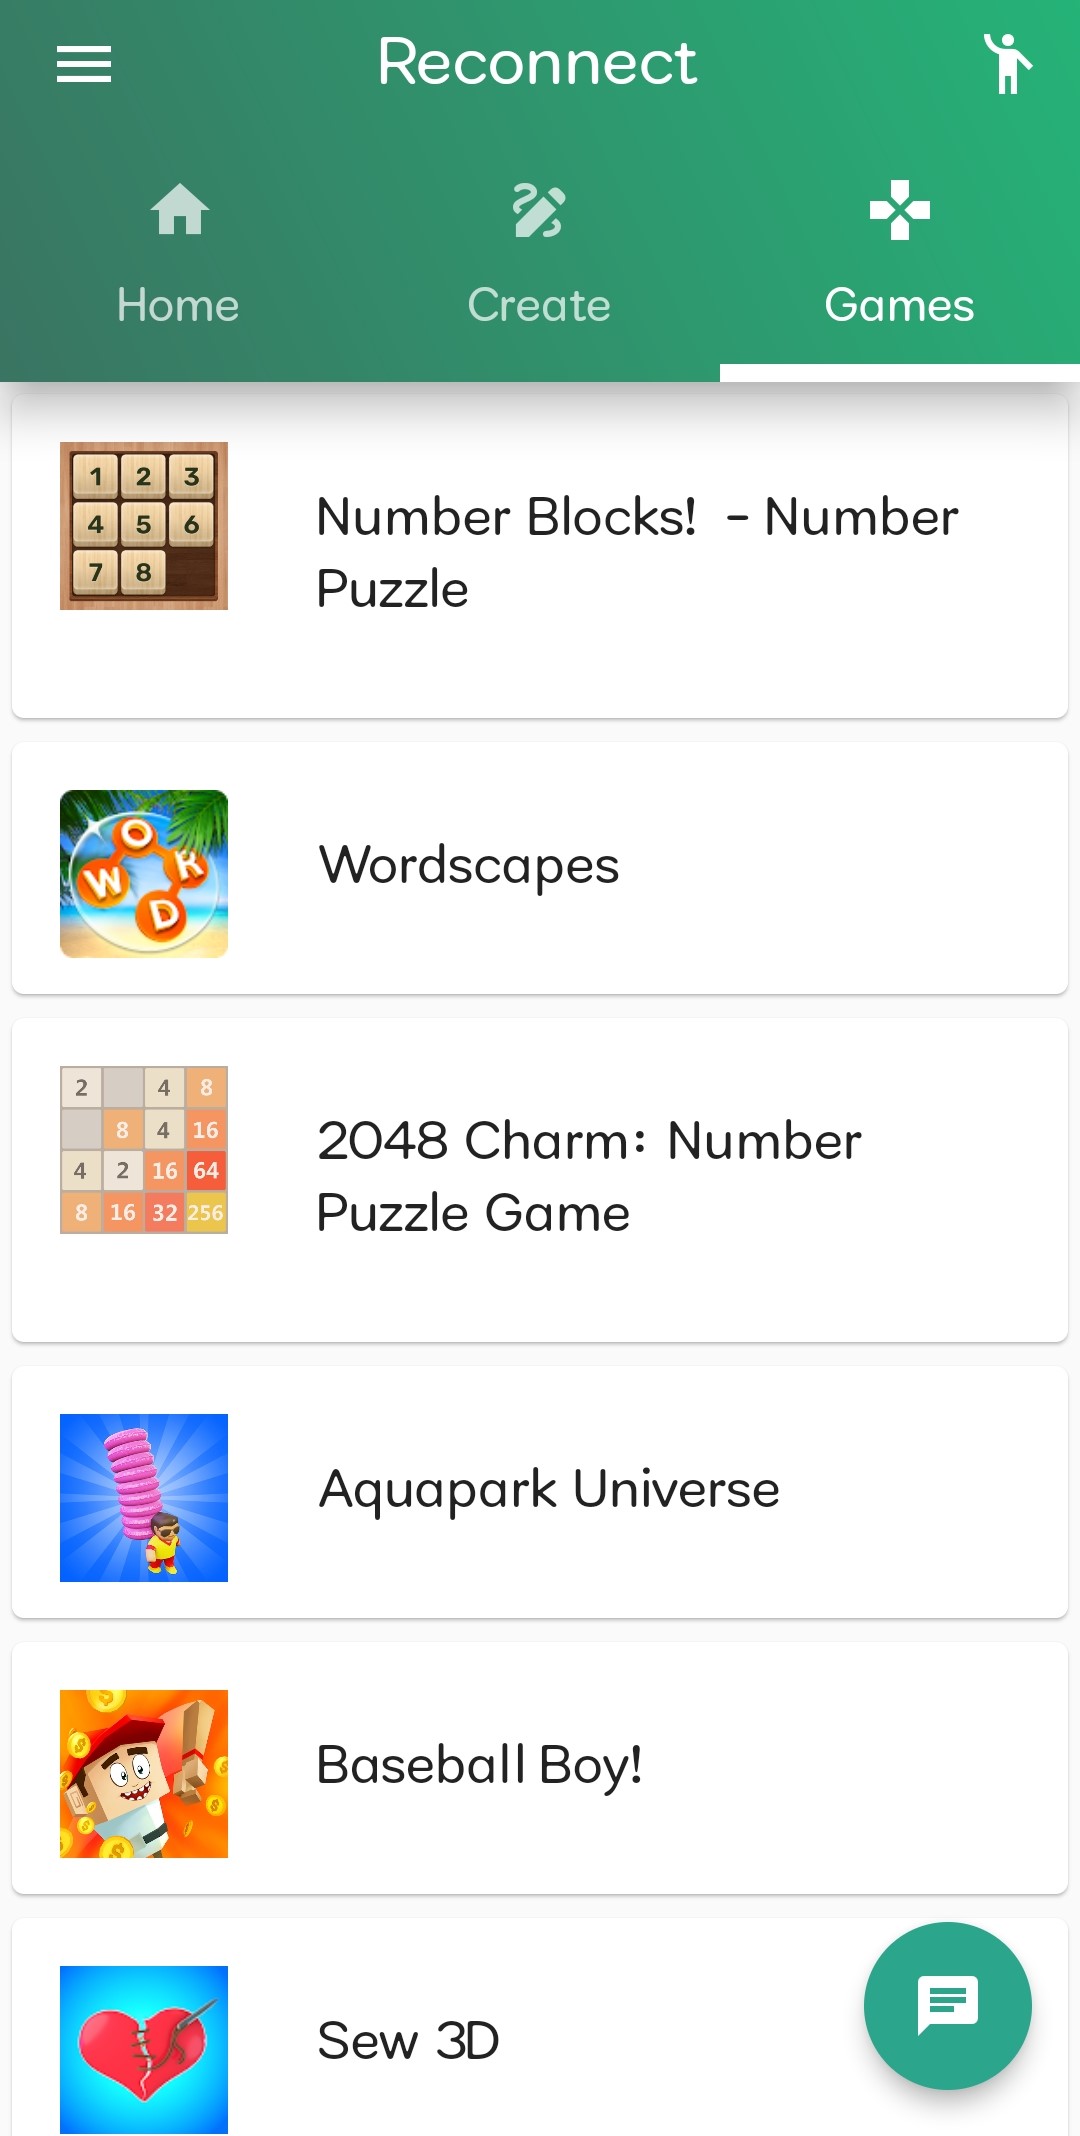 Reconnect
Home
Create
Games
1 2 3
4 5 6
7 8
Number Blocks!  - Number
Puzzle
WORD
Wordscapes
2 4 8
8 4 16
4 2 16 64
8 16 32 256
2048 Charm: Number
Puzzle Game
Aquapark Universe
Baseball Boy!
Sew 3D